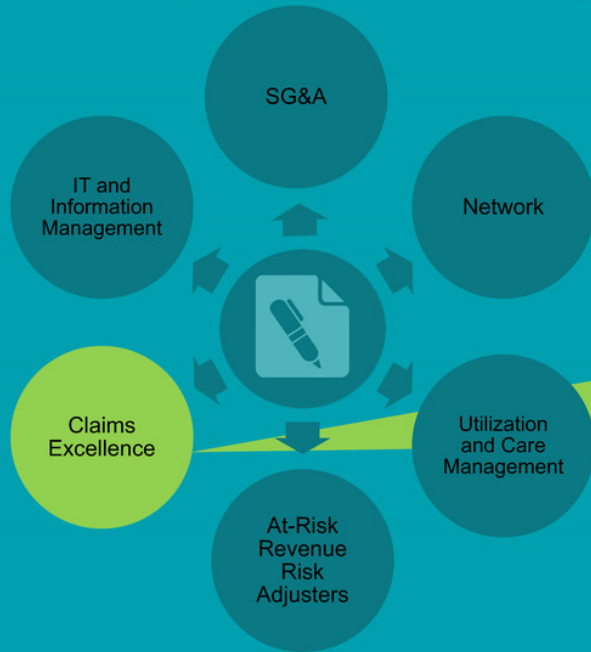 SG&A
IT and
Information
Management
Network
Claims
Excellence
Utilization
and Care
Management
At-Risk
Revenue
Risk
Adjusters